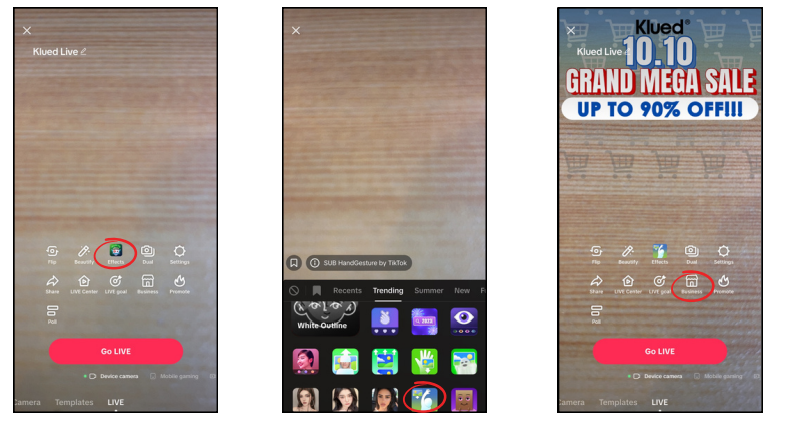 Klued Live
Flip Beautify Effects Dual Settings
Share LIVE Center LIVE goal Business Promote
Poll
Go LIVE
Device camera Mobile gaming
Camera Templates LIVE
SUB HandGesture by TikTok
Recents Trending Summer New
White Outline
2023
Klued®
Klued Live
10.10
GRAND MEGA SALE
UP TO 90% OFF!!!
Flip Beautify Effects Dual Settings
Share LIVE Center LIVE goal Business Promote
Poll
Go LIVE
Device camera Mobile gaming
Camera Templates LIVE